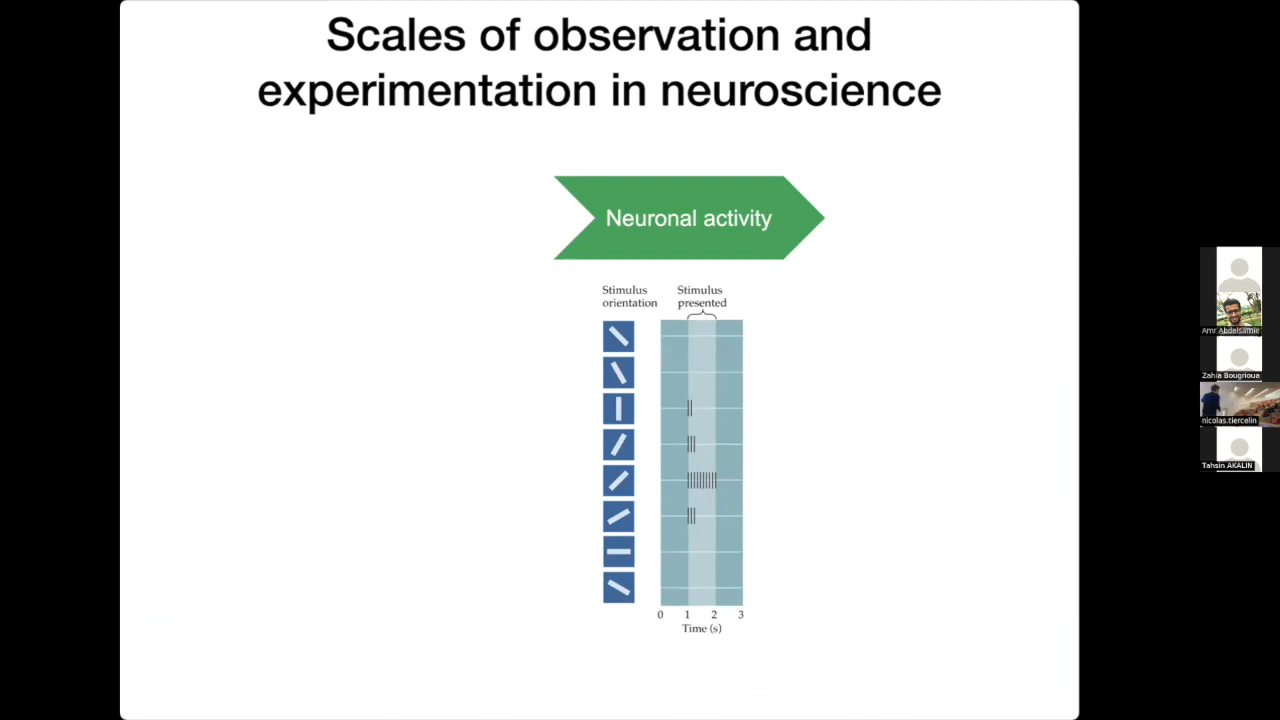 Scales of observation and
experimentation in neuroscience
Neuronal activity
Stimulus
orientation
Stimulus
presented
0 1 2 3
Time (s)
Amr Abdelsamie
Zahia Bougrioua
nicolas.tiercelin
Tahsin AKALIN